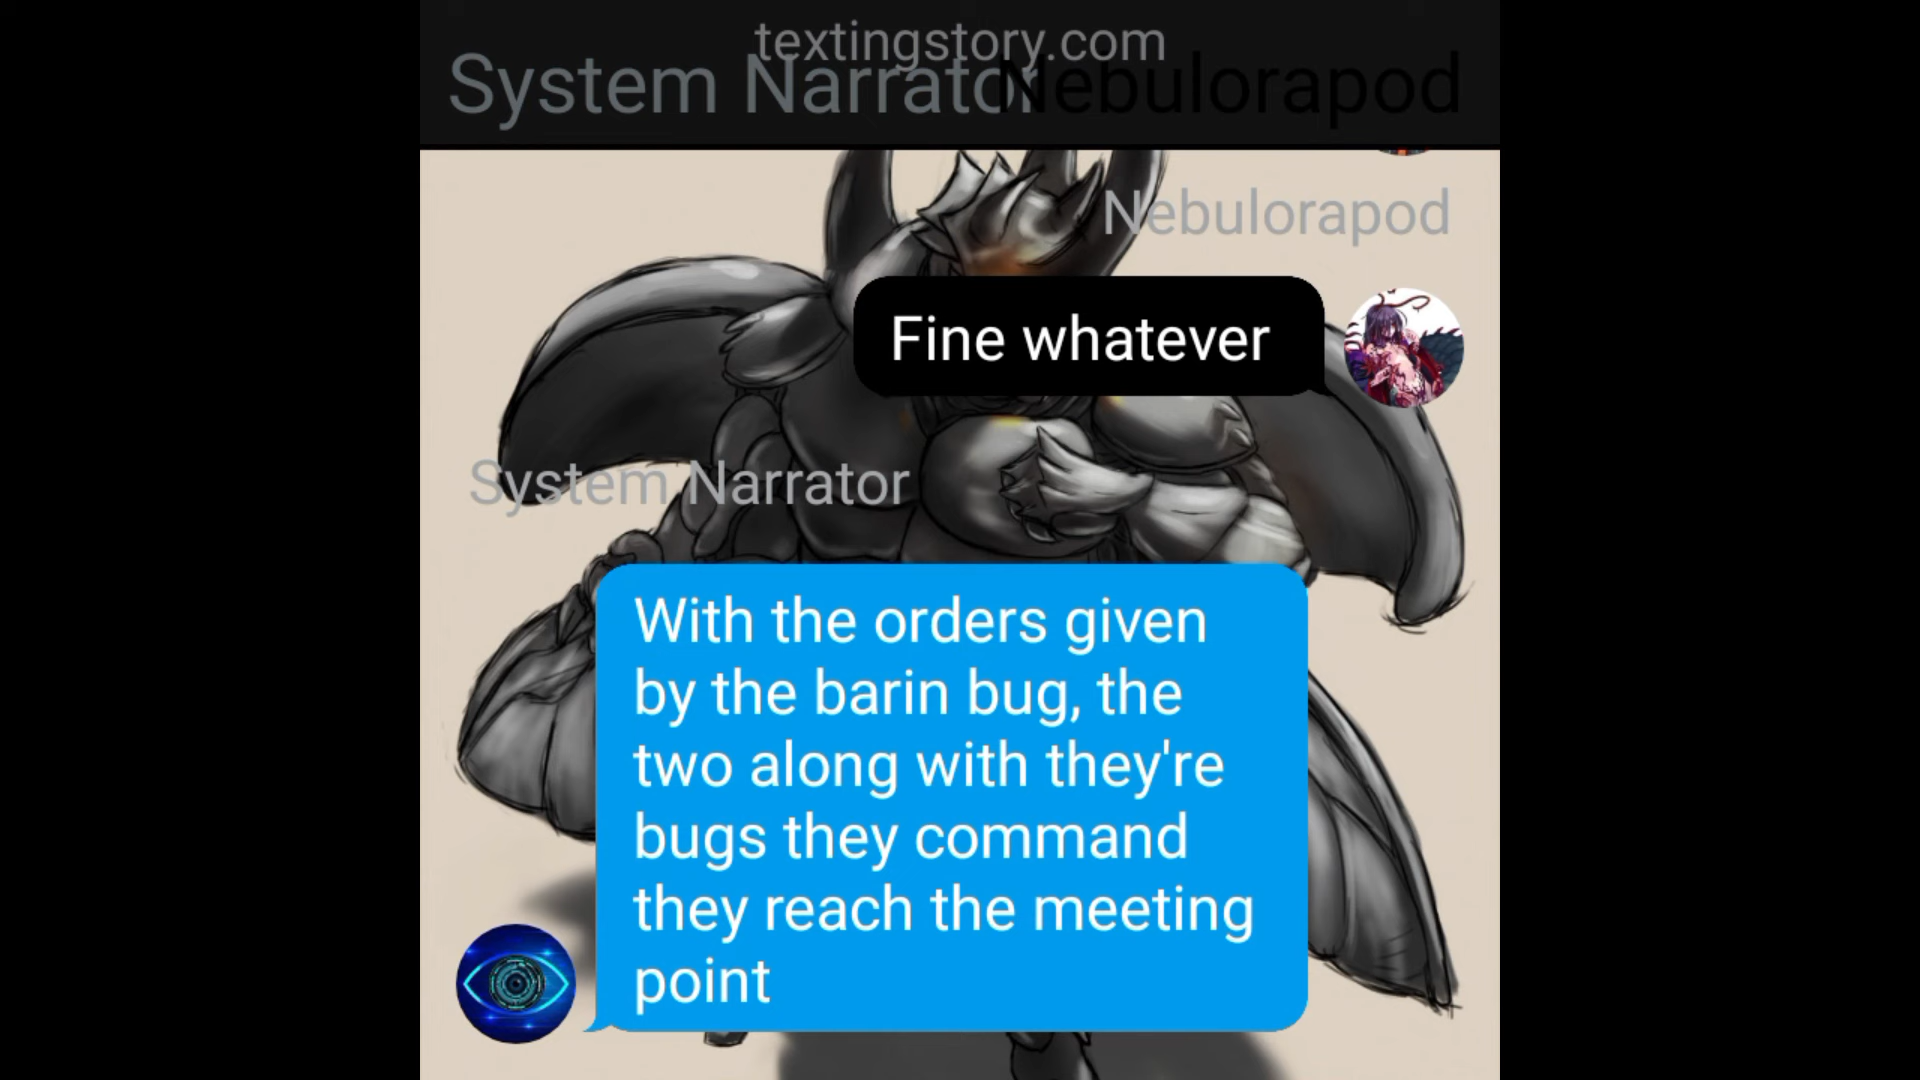 textingstory.com
System Narrator Nebulorapod
Nebulorapod
Fine whatever
System Narrator
With the orders given
by the barin bug, the
two along with they're
bugs they command
they reach the meeting
point